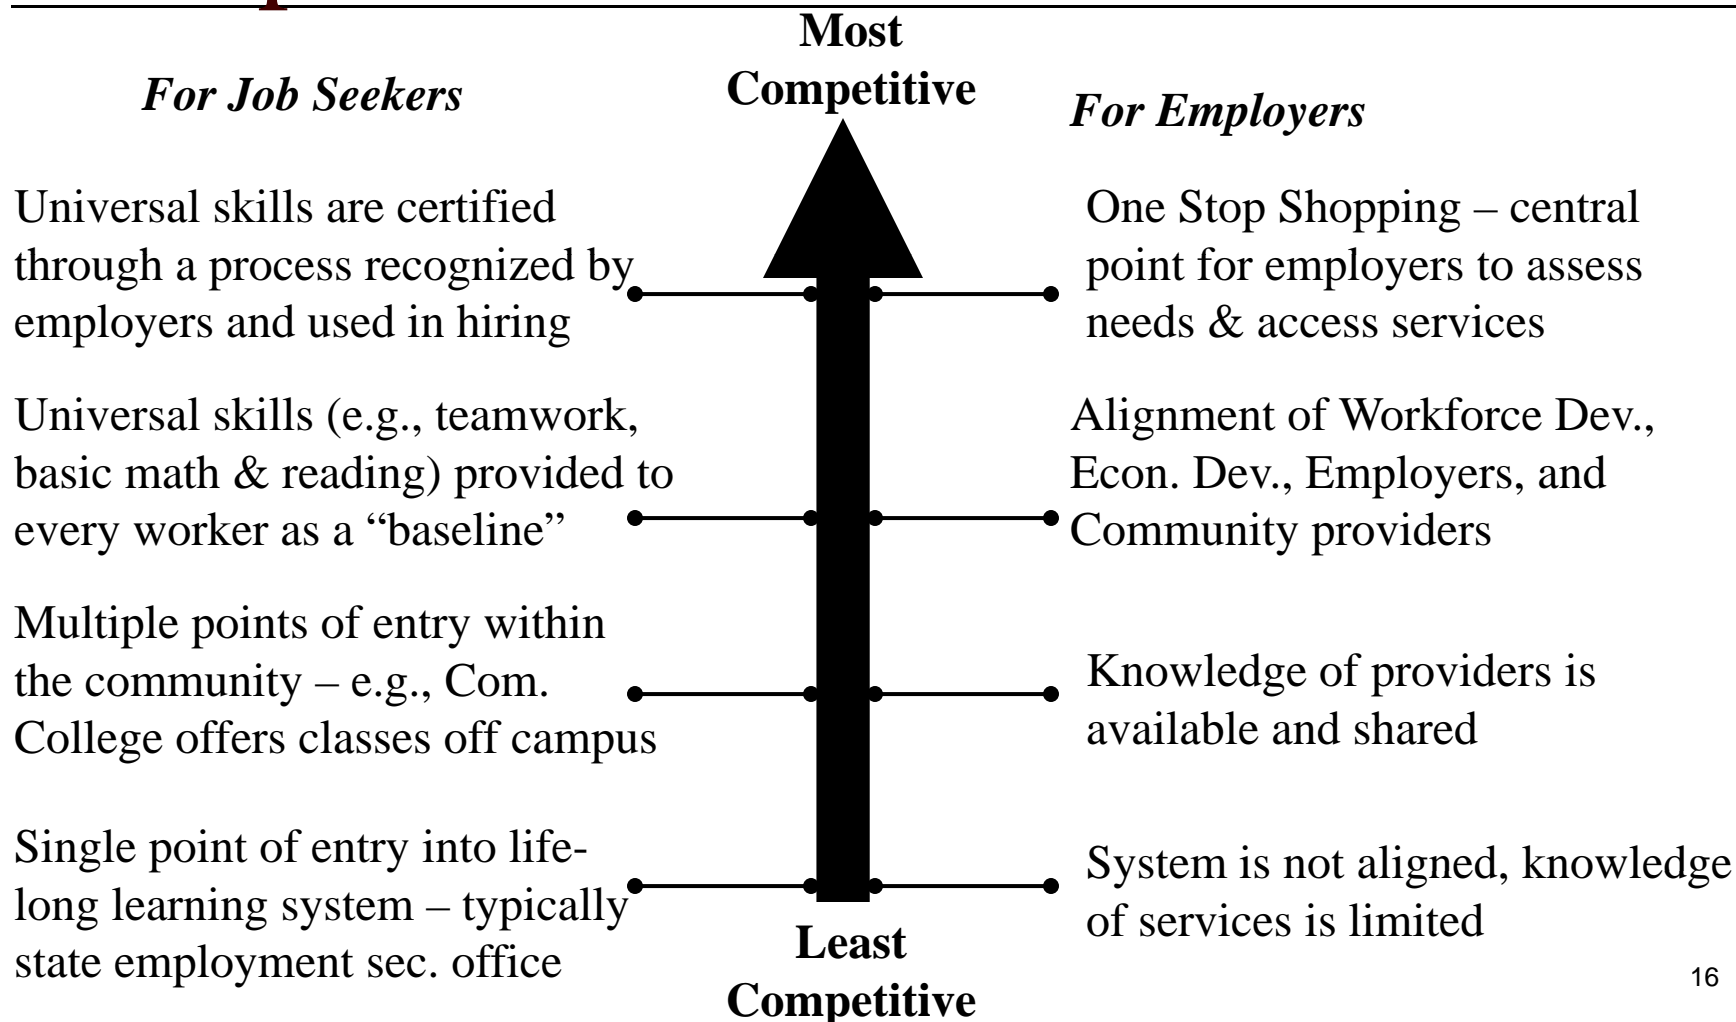 Most
Competitive
For Job Seekers
For Employers
Universal skills are certified
through a process recognized by
employers and used in hiring
One Stop Shopping – central
point for employers to assess
needs & access services
Universal skills (e.g., teamwork,
basic math & reading) provided to
every worker as a “baseline”
Alignment of Workforce Dev.,
Econ. Dev., Employers, and
Community providers
Multiple points of entry within
the community – e.g., Com.
College offers classes off campus
Knowledge of providers is
available and shared
Single point of entry into life-
long learning system – typically
state employment sec. office
System is not aligned, knowledge
of services is limited
Least
Competitive
16